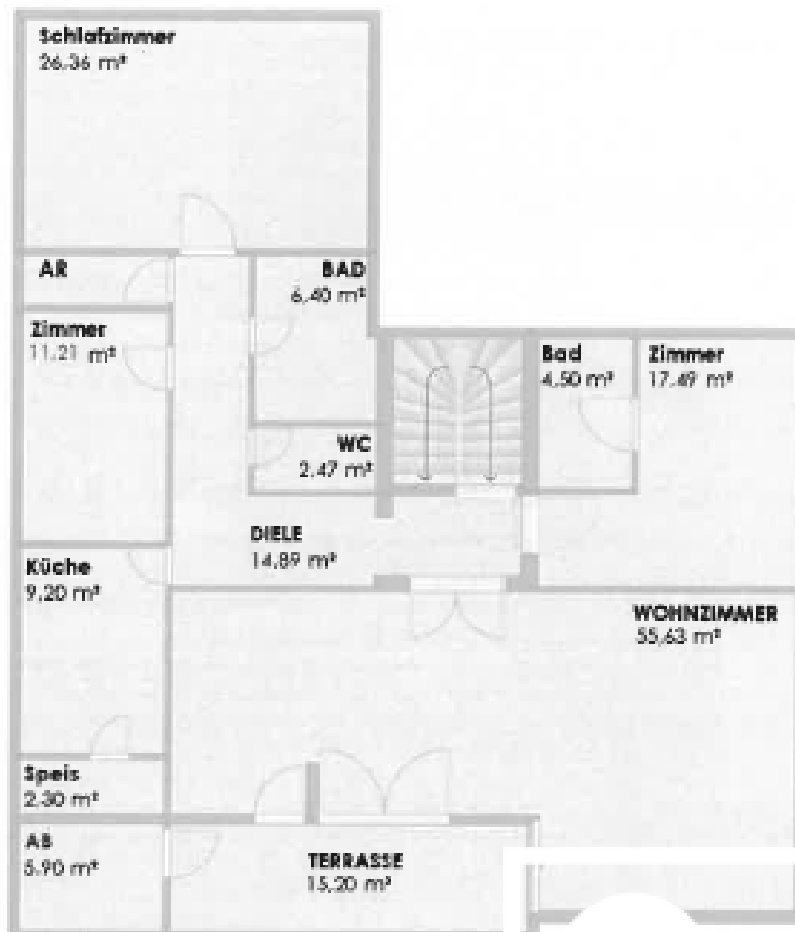 Schlafzimmer
26.36 m²
AR
BAD
6.40 m²
Zimmer
11.21 m²
Bad
4.50 m²
Zimmer
17.49 m²
WC
2.47 m²
DIELE
14.89 m²
Küche
9.20 m²
WOHNZIMMER
55,63 m²
Speis
2.30 m²
5.90 m²
TERRASSE
15.20 m²